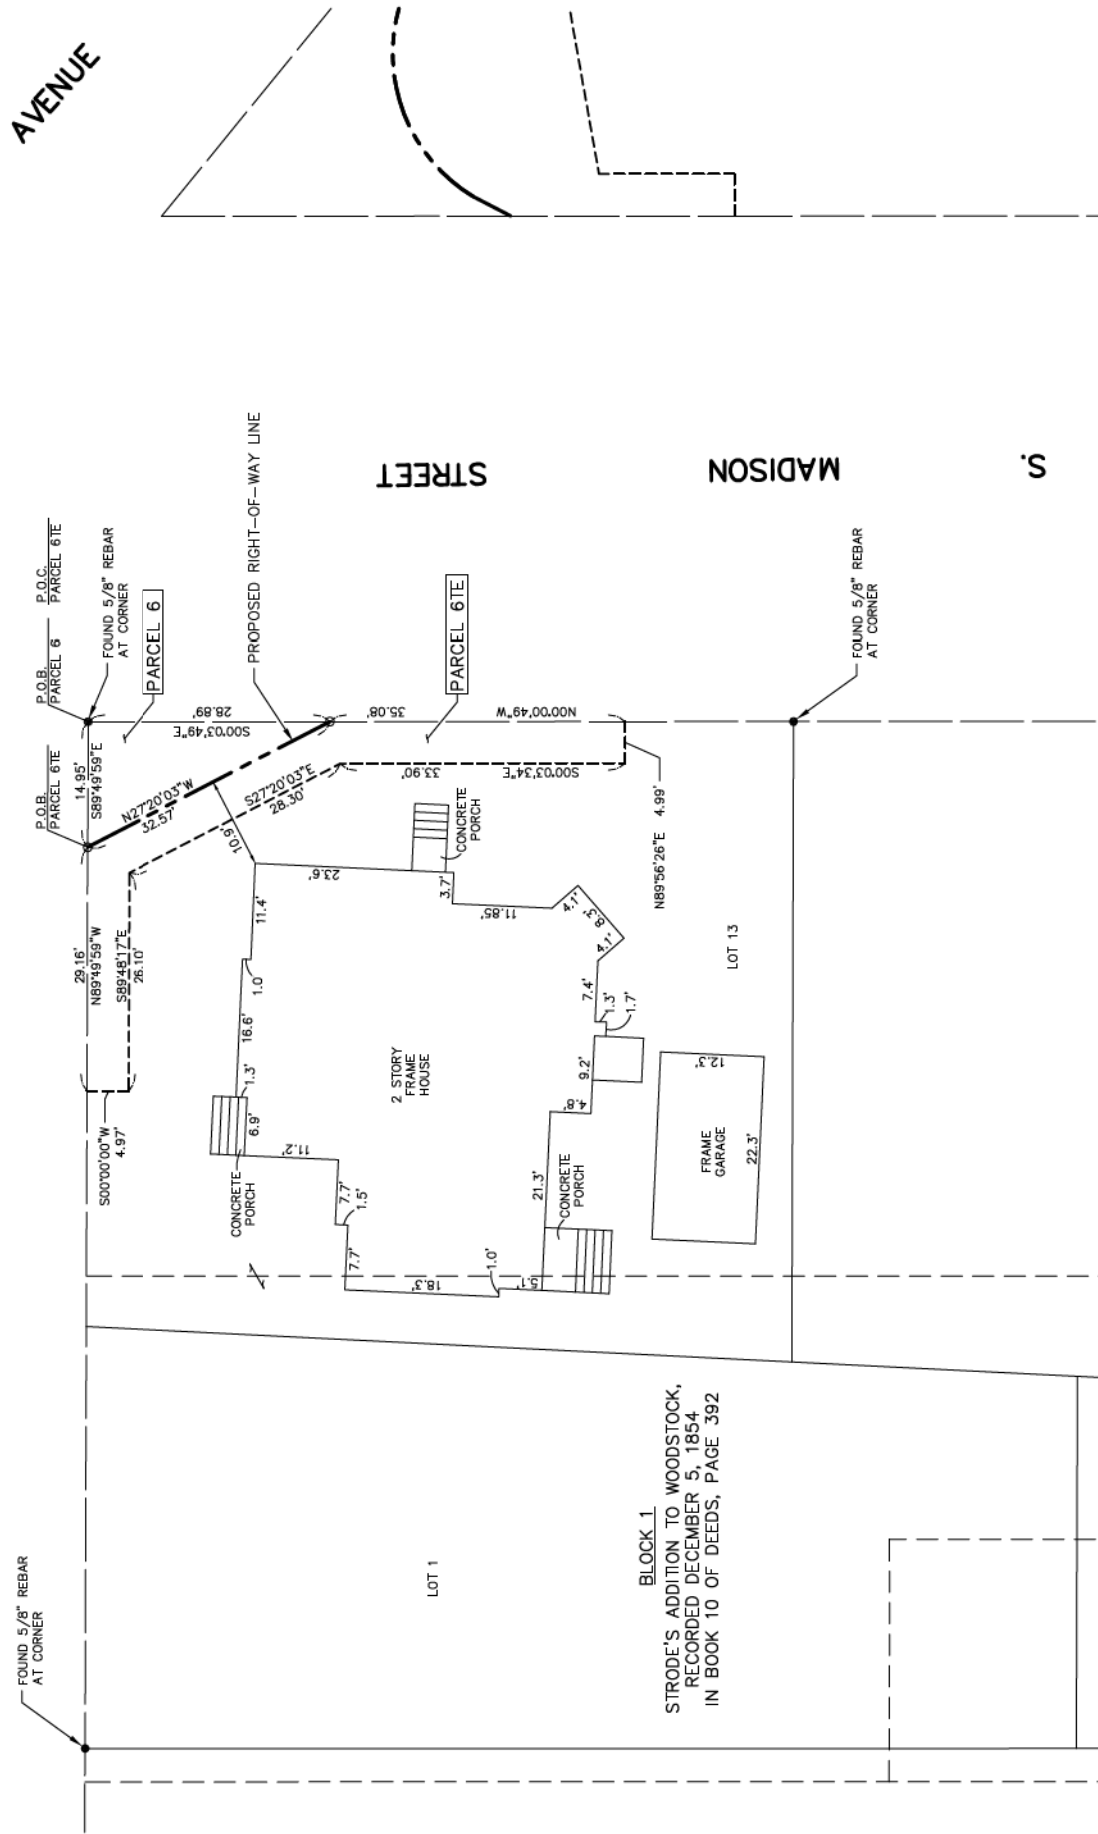 AVENUE
P.O.C.
PARCEL 6TE
P.O.B.
PARCEL 6
P.O.B.
PARCEL 6TE
FOUND 5/8" REBAR
AT CORNER
PARCEL 6
PROPOSED RIGHT-OF-WAY LINE
STREET
MADISON
S.
PARCEL 6TE
FOUND 5/8" REBAR
AT CORNER
14.95'
S89°49'59"E
28.89'
S00°03'49"E
N27°20'03"W
32.57'
S27°20'03"E
28.30'
35.08'
N00°00'49"W
33.90'
S00°03'34"E
N89°56'26"E 4.99'
29.16'
N89°49'59"W
S89°48'17"E
26.10'
S00°00'00"W
4.97'
10.9'
23.6'
11.4'
1.0'
16.6'
1.3'
6.9'
11.2'
7.7'
1.5'
7.7'
18.3'
1.0'
5.1'
21.3'
4.8'
9.2'
1.7'
1.3'
7.4'
4.1'
8.3'
4.1'
11.85'
3.7'
CONCRETE
PORCH
2 STORY
FRAME
HOUSE
CONCRETE
PORCH
CONCRETE
PORCH
LOT 13
12.3'
FRAME
GARAGE
22.3'
LOT 1
BLOCK 1
STRODE'S ADDITION TO WOODSTOCK,
RECORDED DECEMBER 5, 1854
IN BOOK 10 OF DEEDS, PAGE 392
FOUND 5/8" REBAR
AT CORNER